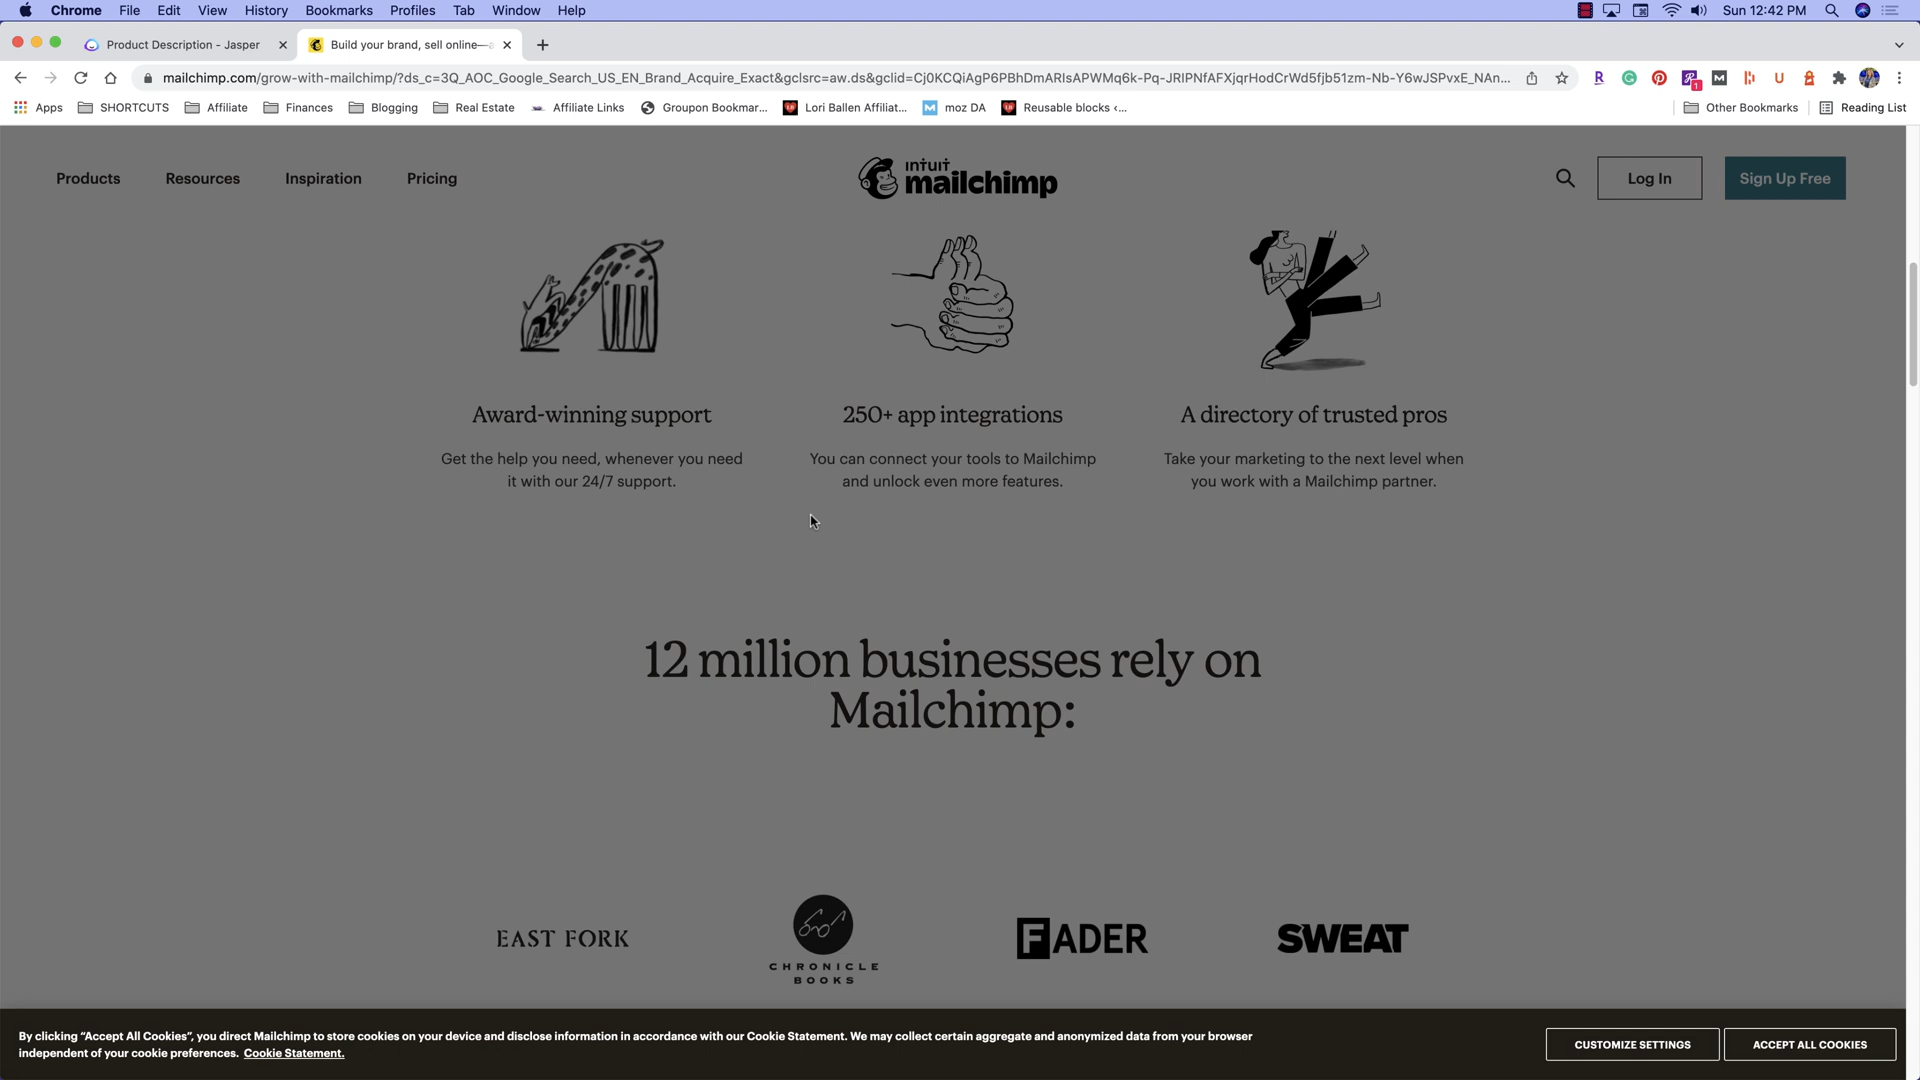 Chrome File Edit View History Bookmarks Profiles Tab Window Help Sun 12:42 PM
Product Description - Jasper Build your brand, sell online—a
mailchimp.com/grow-with-mailchimp/?ds_c=3Q_AOC_Google_Search_US_EN_Brand_Acquire_Exact&gclsrc=aw.ds&gclid=Cj0KCQiAgP6PBhDmARIsAPWMq6k-Pq-JRlPNfAFXjqrHodCrWd5fjb51zm-Nb-Y6wJSPvxE_NAn...
Apps SHORTCUTS Affiliate Finances Blogging Real Estate Affiliate Links Groupon Bookmar... Lori Ballen Affiliat... moz DA Reusable blocks ‹... Other Bookmarks Reading List
Products Resources Inspiration Pricing
intuit
mailchimp
Log In Sign Up Free
Award-winning support
Get the help you need, whenever you need
it with our 24/7 support.
250+ app integrations
You can connect your tools to Mailchimp
and unlock even more features.
A directory of trusted pros
Take your marketing to the next level when
you work with a Mailchimp partner.
12 million businesses rely on
Mailchimp:
EAST FORK
CHRONICLE
BOOKS
FADER
SWEAT
By clicking “Accept All Cookies”, you direct Mailchimp to store cookies on your device and disclose information in accordance with our Cookie Statement. We may collect certain aggregate and anonymized data from your browser
independent of your cookie preferences. Cookie Statement.
CUSTOMIZE SETTINGS ACCEPT ALL COOKIES